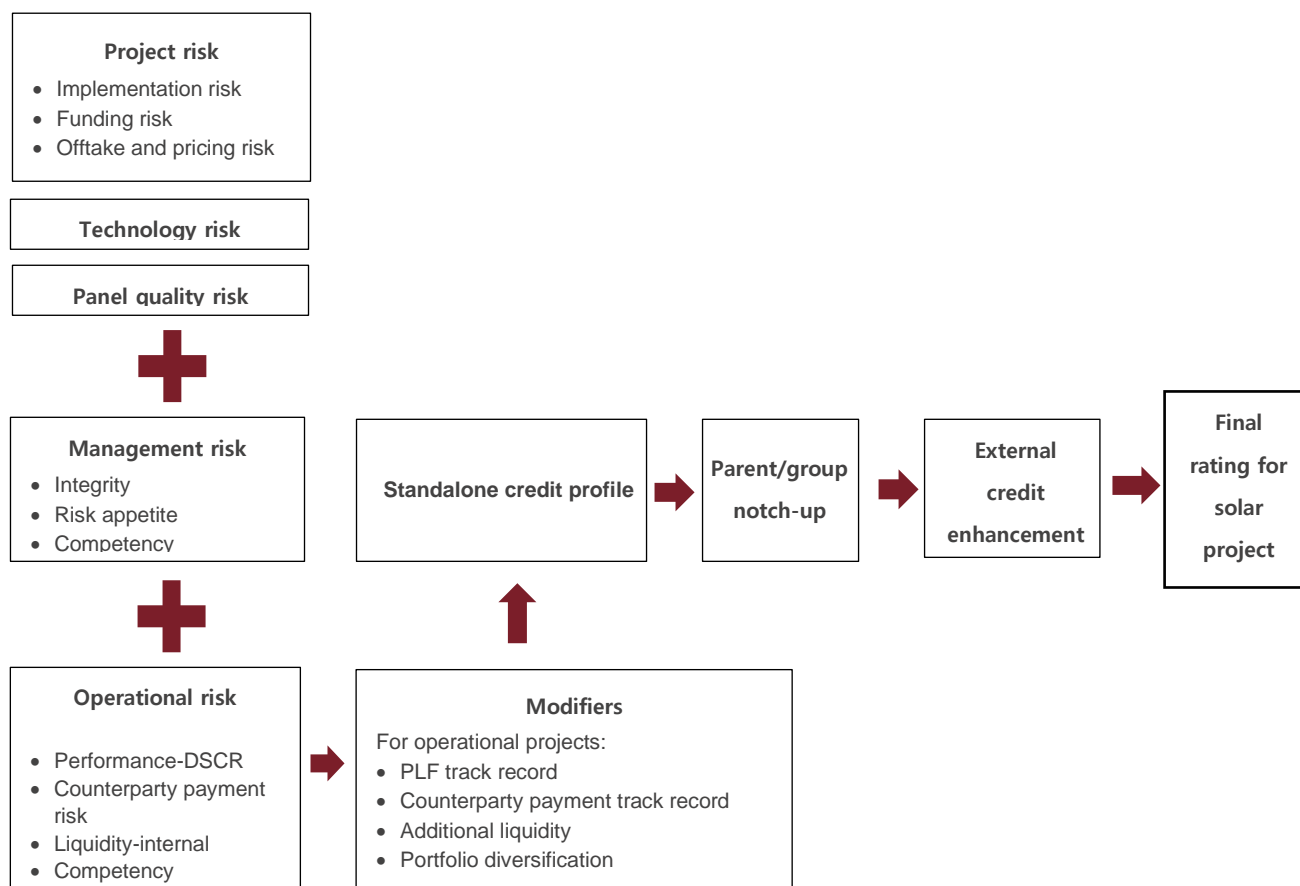 Project risk
• Implementation risk
• Funding risk
• Offtake and pricing risk
Technology risk
Panel quality risk
Management risk
• Integrity
• Risk appetite
• Competency
Operational risk
• Performance-DSCR
• Counterparty payment
risk
• Liquidity-internal
• Competency
Modifiers
For operational projects:
• PLF track record
• Counterparty payment track record
• Additional liquidity
• Portfolio diversification
Standalone credit profile
Parent/group
notch-up
External
credit
enhancement
Final
rating for
solar
project